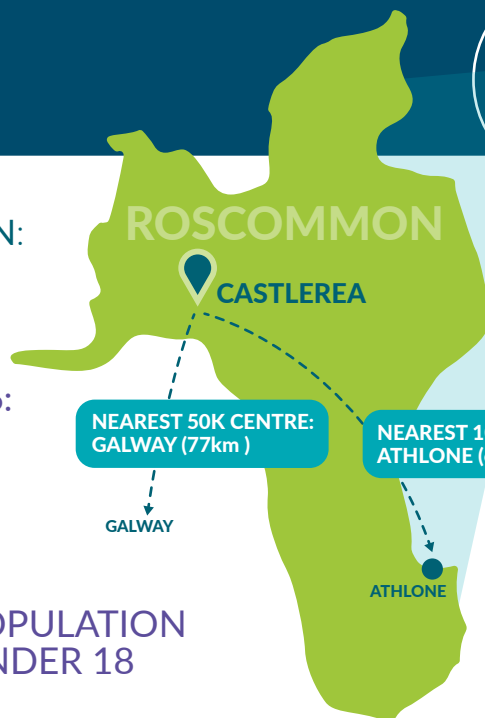 N:
ROSCOMMON
CASTLEREA
:
NEAREST 50K CENTRE:
GALWAY (77km )
NEAREST 1
ATHLONE (
GALWAY
ATHLONE
OPULATION
NDER 18